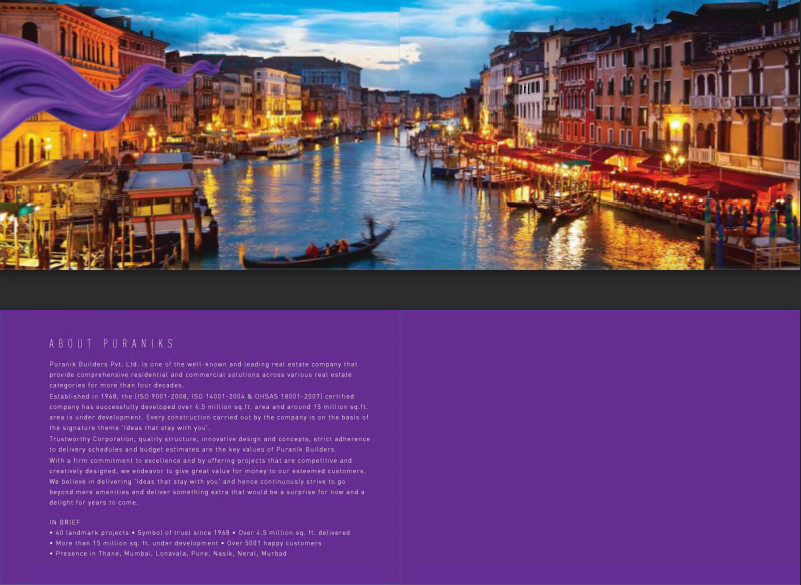 ABOUT PURANIKS
Puranik Builders Pvt. Ltd. is one of the well-known and leading real estate company that
provide comprehensive residential and commercial solutions across various real estate
categories for more than four decades.
Established in 1968, the (ISO 9001-2008, ISO 14001-2004 & OHSAS 18001-2007) certified
company has successfully developed over 4.5 million sq.ft. area and around 15 million sq.ft.
area is under development. Every construction carried out by the company is on the basis of
the signature theme 'Ideas that stay with you'.
Trustworthy Corporation, quality structure, innovative design and concepts, strict adherence
to delivery schedules and budget estimates are the key values of Puranik Builders.
With a firm commitment to excellence and by offering projects that are competitive and
creatively designed, we endeavor to give great value for money to our esteemed customers.
We believe in delivering 'Ideas that stay with you' and hence continuously strive to go
beyond mere amenities and deliver something extra that would be a surprise for now and a
delight for years to come.
IN BRIEF
• 40 landmark projects • Symbol of trust since 1968 • Over 4.5 million sq. ft. delivered
• More than 15 million sq. ft. under development • Over 5001 happy customers
• Presence in Thane, Mumbai, Lonavala, Pune, Nasik, Neral, Murbad